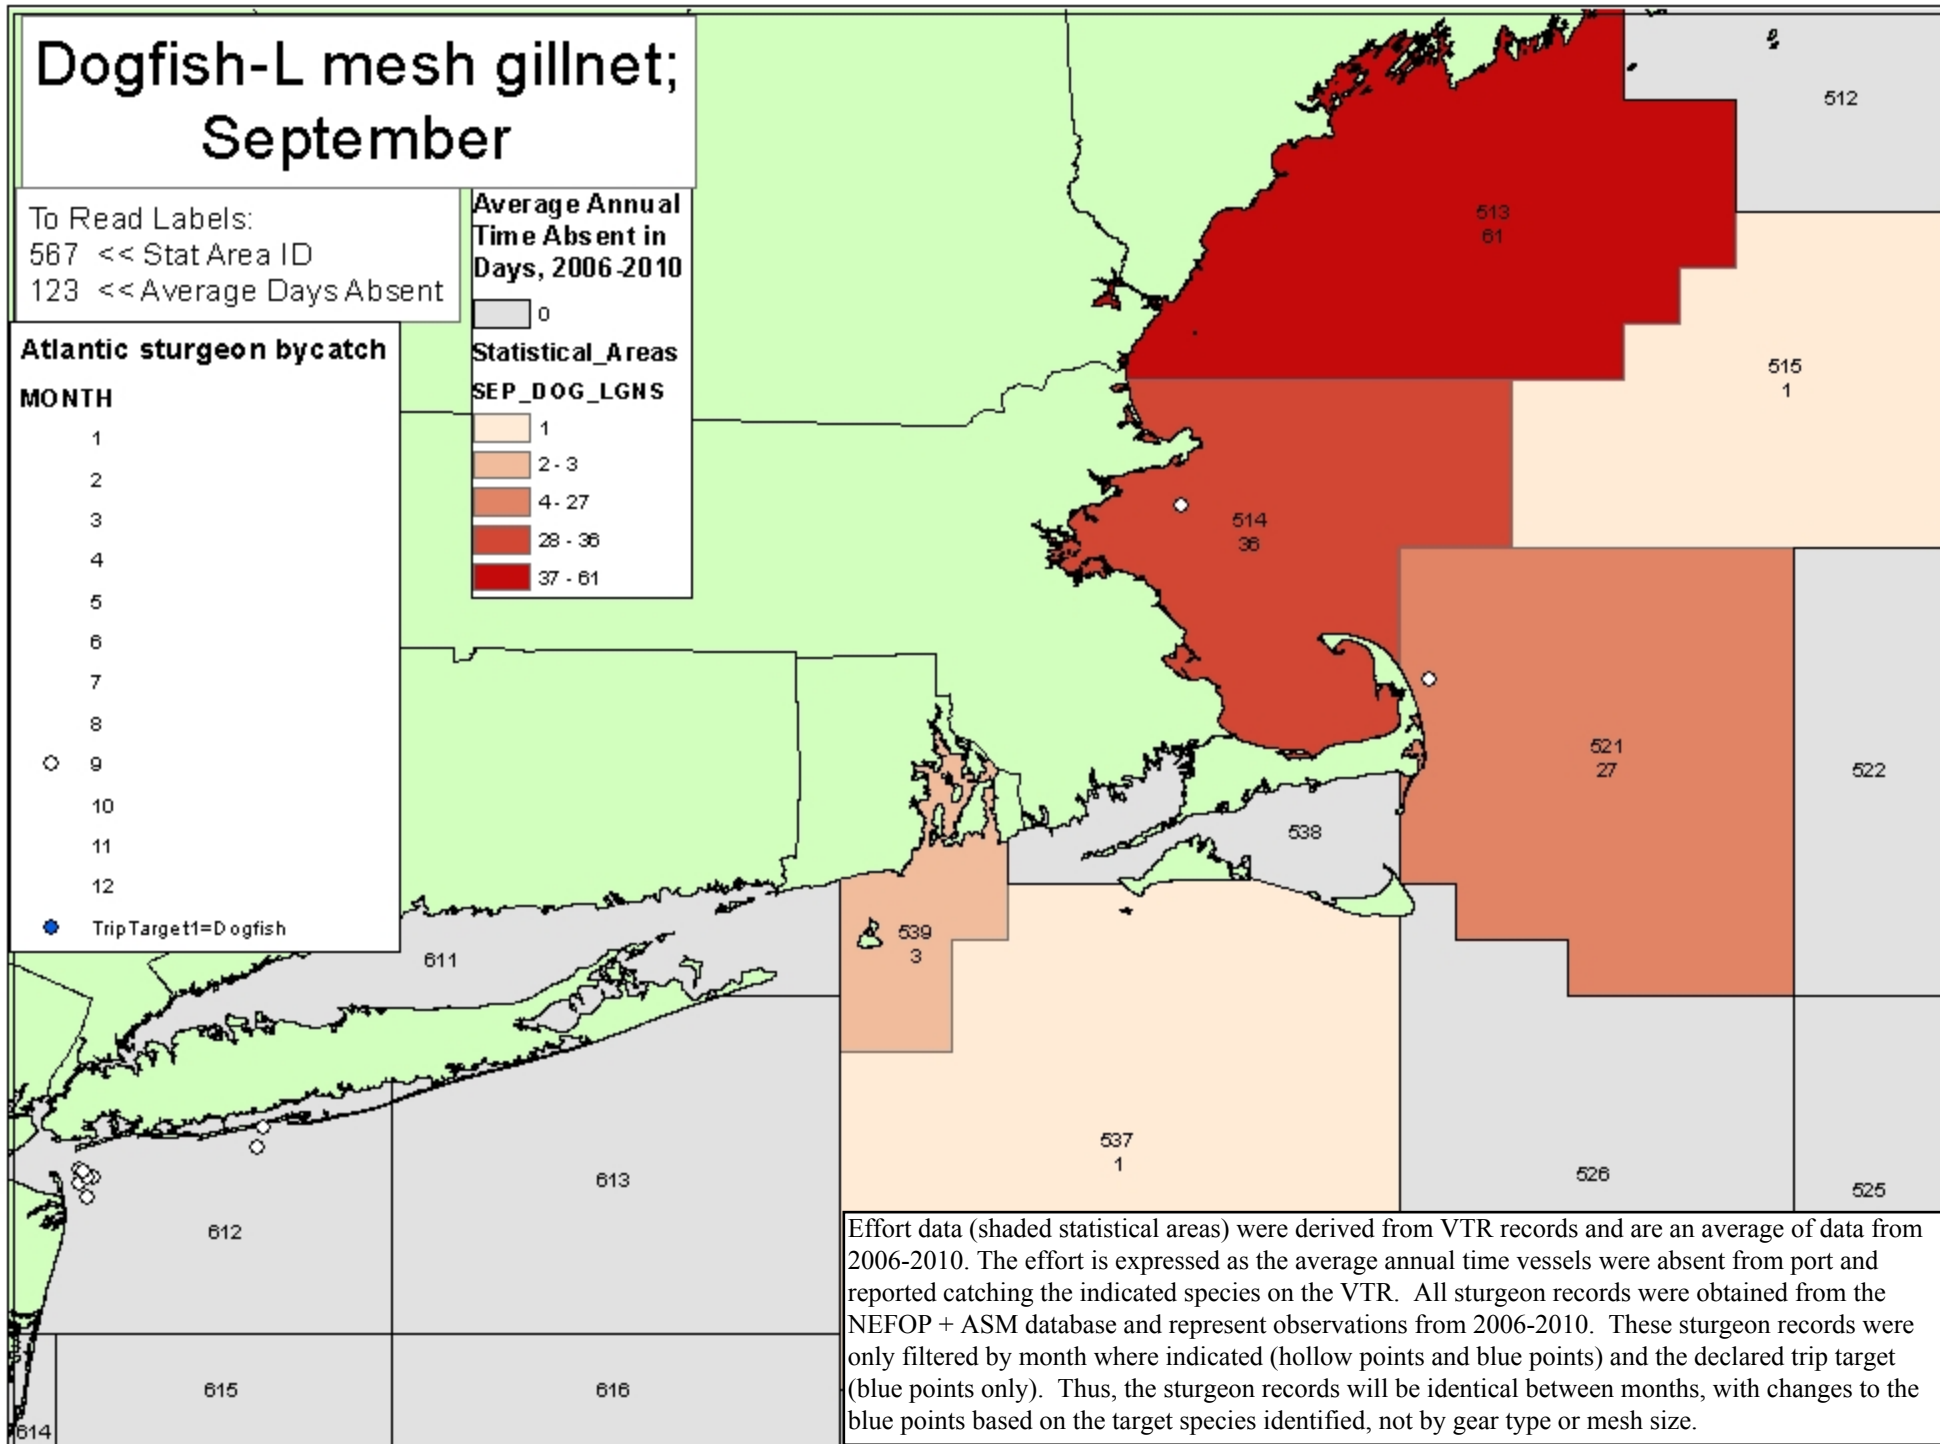 Dogfish-L mesh gillnet;
September
To Read Labels:
567 << Stat Area ID
123 << Average Days Absent
Average Annual
Time Absent in
Days, 2006-2010
0
Statistical_Areas
SEP_DOG_LGNS
1
2 - 3
4 - 27
28 - 36
37 - 61
Atlantic sturgeon bycatch
MONTH
1
2
3
4
5
6
7
8
9
10
11
12
TripTarget1=Dogfish
512
513
61
515
1
514
36
521
27
522
538
539
3
611
537
1
526
525
613
612
615
616
614
Effort data (shaded statistical areas) were derived from VTR records and are an average of data from
2006-2010. The effort is expressed as the average annual time vessels were absent from port and
reported catching the indicated species on the VTR.  All sturgeon records were obtained from the
NEFOP + ASM database and represent observations from 2006-2010.  These sturgeon records were
only filtered by month where indicated (hollow points and blue points) and the declared trip target
(blue points only).  Thus, the sturgeon records will be identical between months, with changes to the
blue points based on the target species identified, not by gear type or mesh size.